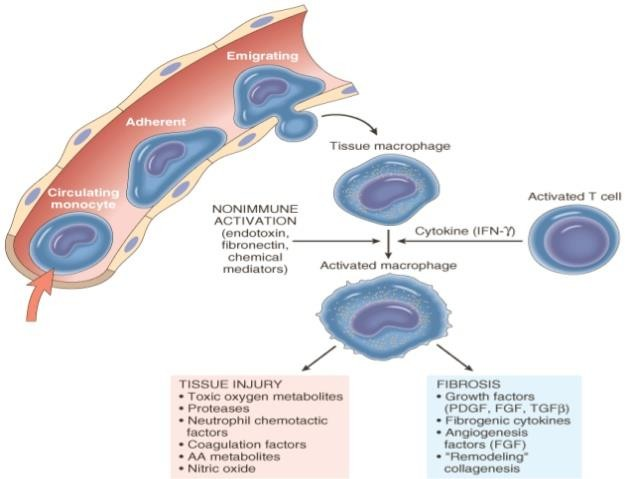 Emigrating
Adherent
Circulating
monocyte
Tissue macrophage
Activated T cell
NONIMMUNE
ACTIVATION
(endotoxin,
fibronectin,
chemical
mediators)
Cytokine (IFN-γ)
Activated macrophage
TISSUE INJURY
• Toxic oxygen metabolites
• Proteases
• Neutrophil chemotactic
factors
• Coagulation factors
• AA metabolites
• Nitric oxide
FIBROSIS
• Growth factors
(PDGF, FGF, TGFβ)
• Fibrogenic cytokines
• Angiogenesis
factors (FGF)
• "Remodeling"
collagenesis